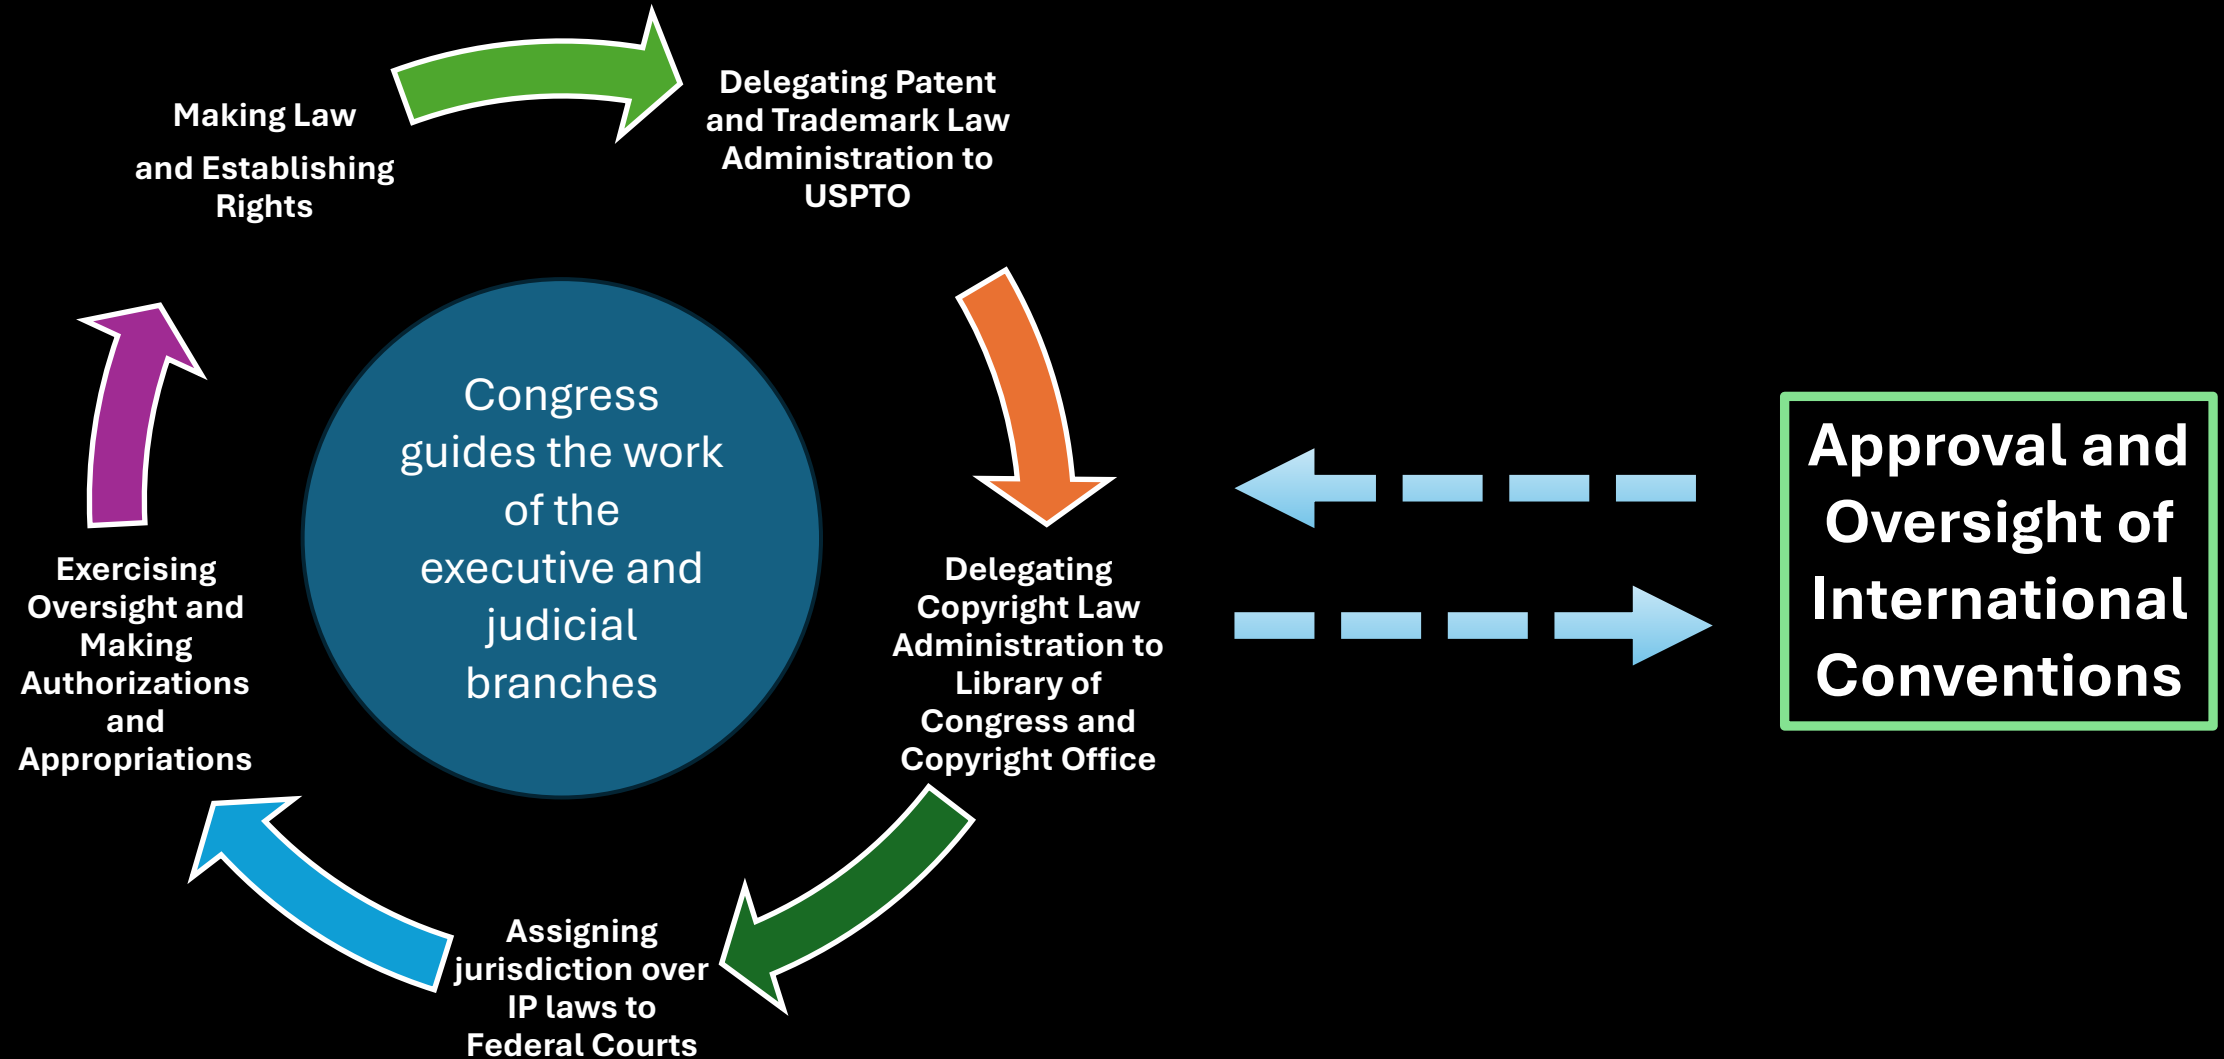 Making Law
and Establishing
Rights
Delegating Patent
and Trademark Law
Administration to
USPTO
Delegating
Copyright Law
Administration to
Library of
Congress and
Copyright Office
Assigning
jurisdiction over
IP laws to
Federal Courts
Exercising
Oversight and
Making
Authorizations
and
Appropriations
Congress
guides the work
of the
executive and
judicial
branches
Approval and
Oversight of
International
Conventions